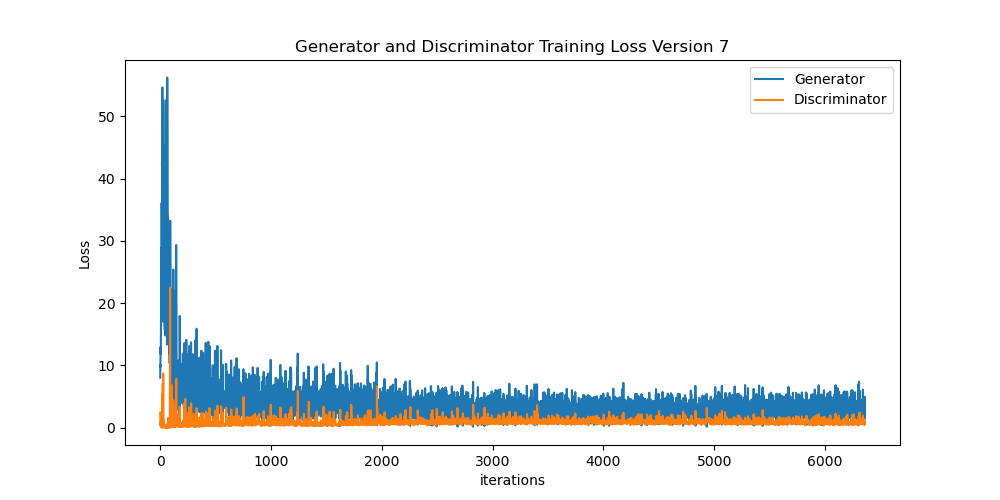 Generator and Discriminator Training Loss Version 7
Generator
Discriminator
Loss
50
40
30
20
10
0
0 1000 2000 3000 4000 5000 6000
iterations